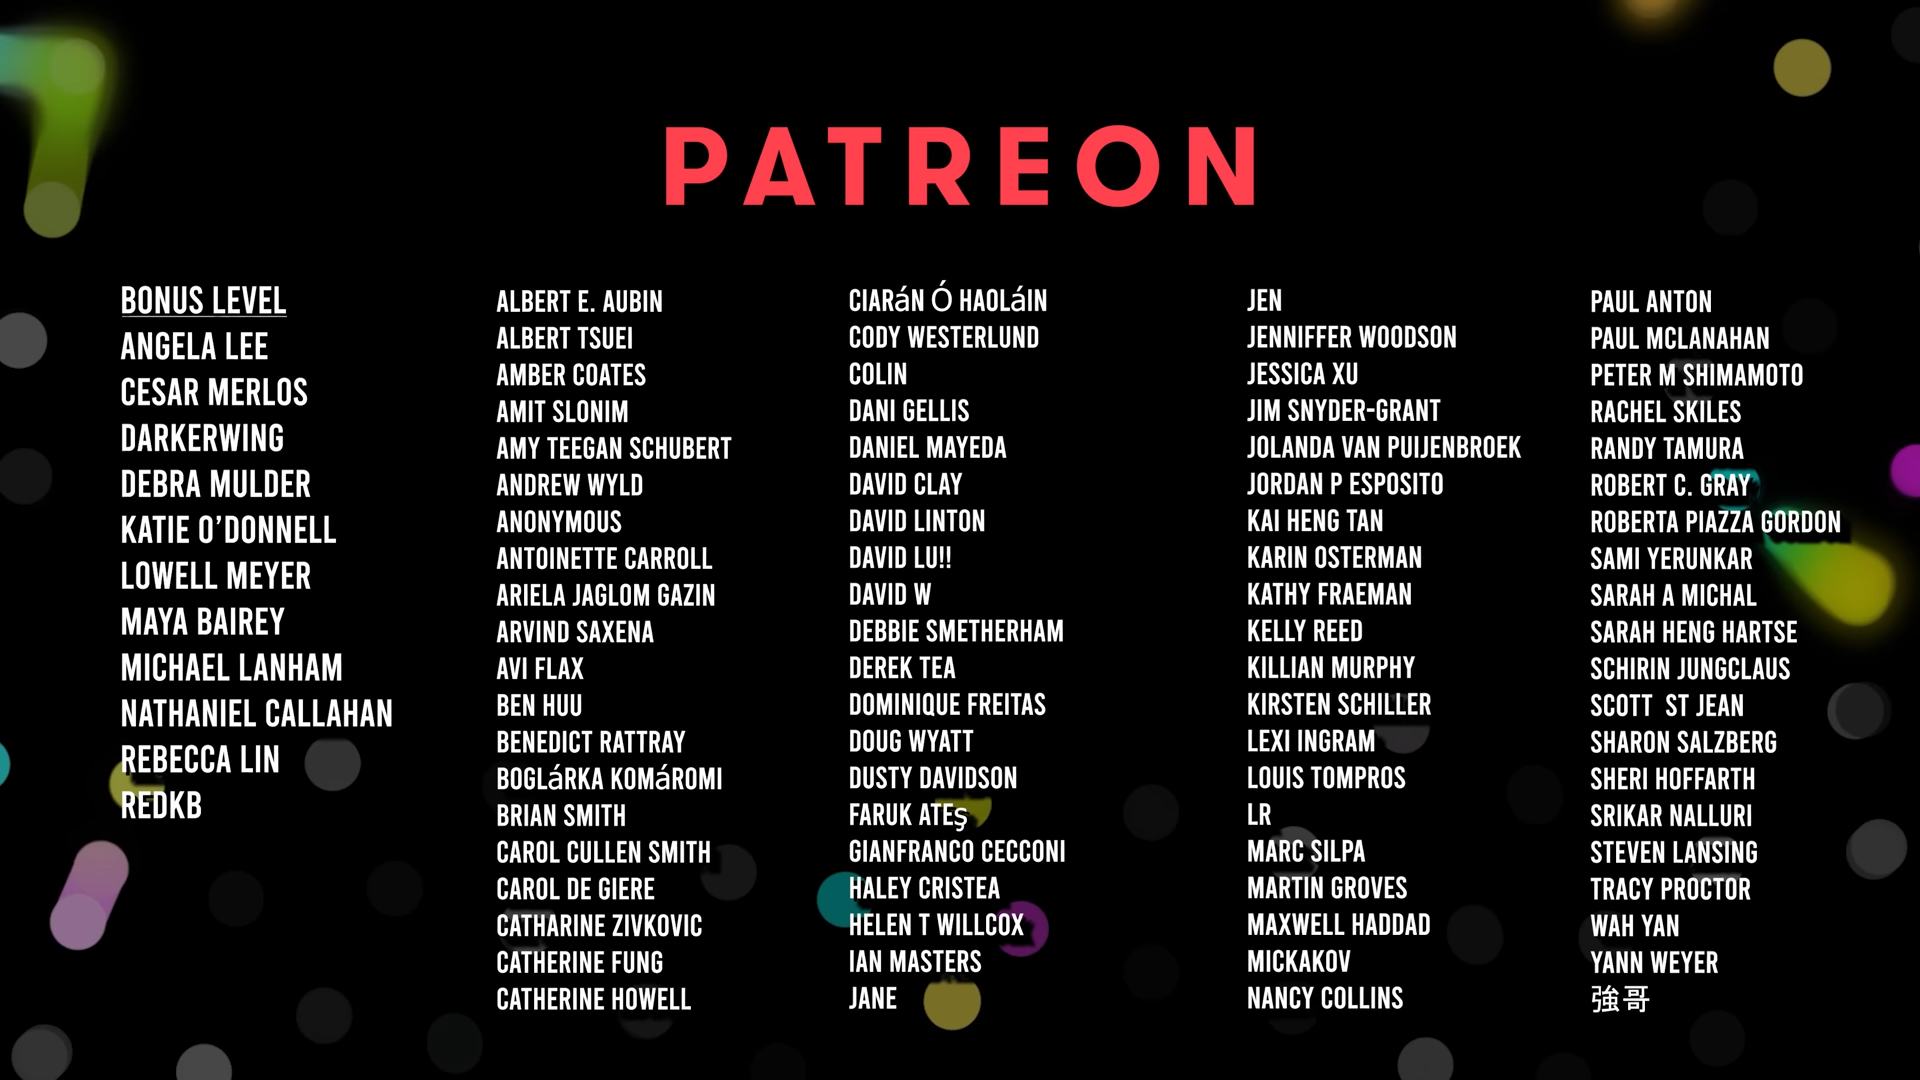 PATREON
BONUS LEVEL
ANGELA LEE
CESAR MERLOS
DARKERWING
DEBRA MULDER
KATIE O’DONNELL
LOWELL MEYER
MAYA BAIREY
MICHAEL LANHAM
NATHANIEL CALLAHAN
REBECCA LIN
REDKB
ALBERT E. AUBIN
ALBERT TSUEI
AMBER COATES
AMIT SLONIM
AMY TEEGAN SCHUBERT
ANDREW WYLD
ANONYMOUS
ANTOINETTE CARROLL
ARIELA JAGLOM GAZIN
ARVIND SAXENA
AVI FLAX
BEN HUU
BENEDICT RATTRAY
BOGLáRKA KOMáROMI
BRIAN SMITH
CAROL CULLEN SMITH
CAROL DE GIERE
CATHARINE ZIVKOVIC
CATHERINE FUNG
CATHERINE HOWELL
CIARáN Ó HAOLáIN
CODY WESTERLUND
COLIN
DANI GELLIS
DANIEL MAYEDA
DAVID CLAY
DAVID LINTON
DAVID LU!!
DAVID W
DEBBIE SMETHERHAM
DEREK TEA
DOMINIQUE FREITAS
DOUG WYATT
DUSTY DAVIDSON
FARUK ATEş
GIANFRANCO CECCONI
HALEY CRISTEA
HELEN T WILLCOX
IAN MASTERS
JANE
JEN
JENNIFFER WOODSON
JESSICA XU
JIM SNYDER-GRANT
JOLANDA VAN PUIJENBROEK
JORDAN P ESPOSITO
KAI HENG TAN
KARIN OSTERMAN
KATHY FRAEMAN
KELLY REED
KILLIAN MURPHY
KIRSTEN SCHILLER
LEXI INGRAM
LOUIS TOMPROS
LR
MARC SILPA
MARTIN GROVES
MAXWELL HADDAD
MICKAKOV
NANCY COLLINS
PAUL ANTON
PAUL MCLANAHAN
PETER M SHIMAMOTO
RACHEL SKILES
RANDY TAMURA
ROBERT C. GRAY
ROBERTA PIAZZA GORDON
SAMI YERUNKAR
SARAH A MICHAL
SARAH HENG HARTSE
SCHIRIN JUNGCLAUS
SCOTT  ST JEAN
SHARON SALZBERG
SHERI HOFFARTH
SRIKAR NALLURI
STEVEN LANSING
TRACY PROCTOR
WAH YAN
YANN WEYER
強哥